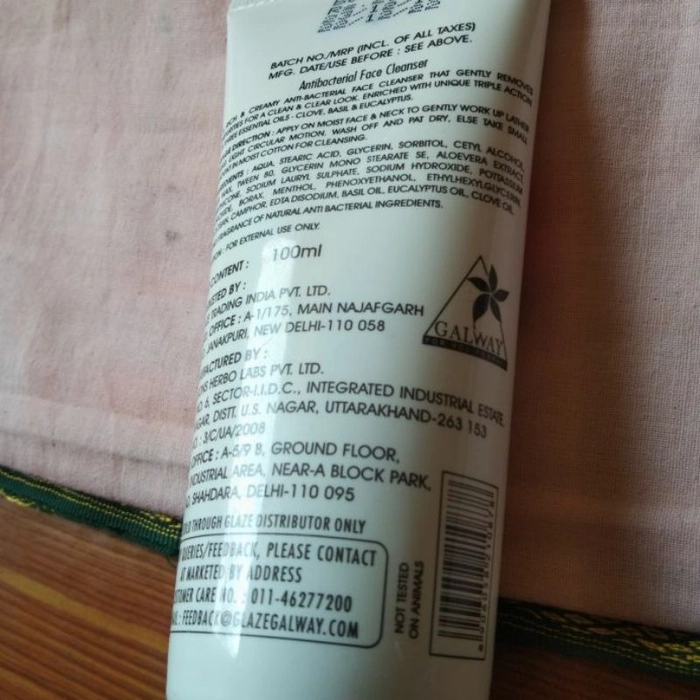 BATCH NO./MRP (INCL. OF ALL TAXES)
MFG. DATE/USE BEFORE : SEE ABOVE.
Antibacterial Face Cleanser
& CREAMY ANTI-BACTERIAL FACE CLEANSER THAT GENTLY REMOVES
FOR A CLEAN & CLEAR LOOK. ENRICHED WITH UNIQUE TRIPLE ACTION
ESSENTIAL OILS - CLOVE, BASIL & EUCALYPTUS.
DIRECTION : APPLY ON MOIST FACE & NECK TO GENTLY WORK UP LATHER
LIGHT CIRCULAR MOTION. WASH OFF AND PAT DRY, ELSE TAKE SMALL
IN MOIST COTTON FOR CLEANSING.
: AQUA, STEARIC ACID, GLYCERIN, SORBITOL, CETYL ALCOHOL,
TWEEN 80, GLYCERIN MONO STEARATE SE, ALOEVERA EXTRACT,
SODIUM LAURYL SULPHATE, SODIUM HYDROXIDE, POTASSIUM
BORAX, MENTHOL, PHENOXYETHANOL, ETHYLHEXYLGLYCERIN,
CAMPHOR, EDTA DISODIUM, BASIL OIL, EUCALYPTUS OIL, CLOVE OIL.
FRAGRANCE OF NATURAL ANTI BACTERIAL INGREDIENTS.
- FOR EXTERNAL USE ONLY.
CONTENT : 100ml
BY :
TRADING INDIA PVT. LTD.
OFFICE : A-1/175, MAIN NAJAFGARH
JANAKPURI, NEW DELHI-110 058
GALWAY
BY :
HERBO LABS PVT. LTD.
6, SECTOR-I.I.D.C., INTEGRATED INDUSTRIAL ESTATE,
DISTT. U.S. NAGAR, UTTARAKHAND-263 153
: 3/C/UA/2008
OFFICE : A-5/9 B, GROUND FLOOR,
INDUSTRIAL AREA, NEAR-A BLOCK PARK,
SHAHDARA, DELHI-110 095
THROUGH GLAZE DISTRIBUTOR ONLY
QUERIES/FEEDBACK, PLEASE CONTACT
AT MARKETED BY ADDRESS
CARE NO. : 011-46277200
: FEEDBACK@GLAZEGALWAY.COM
NOT TESTED
ON ANIMALS